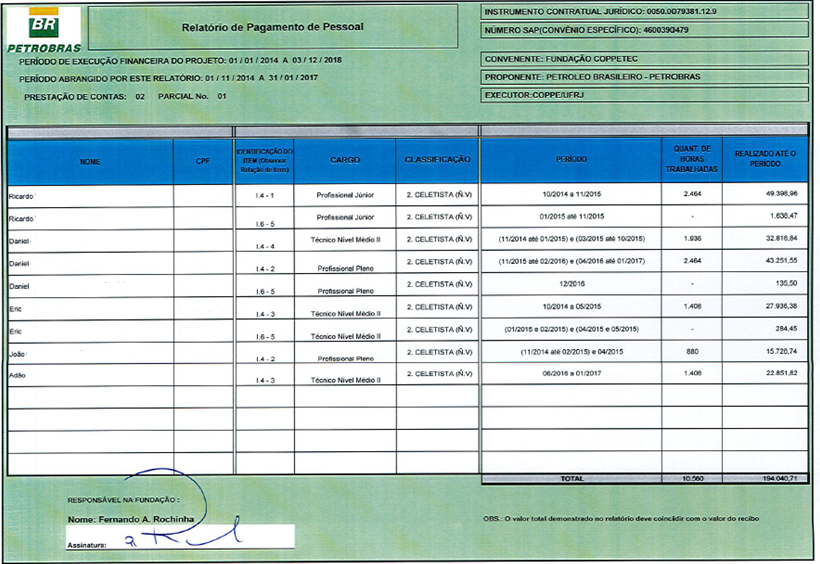 BR
PETROBRAS
Relatório de Pagamento de Pessoal
INSTRUMENTO CONTRATUAL JURÍDICO: 0050.0079381.12.9
NÚMERO SAP(CONVÊNIO ESPECÍFICO): 4600390479
PERÍODO DE EXECUÇÃO FINANCEIRA DO PROJETO: 01 / 01 / 2014 A 03 / 12 / 2018
CONVENENTE: FUNDAÇÃO COPPETEC
PERÍODO ABRANGIDO POR ESTE RELATÓRIO: 01 / 11 / 2014 A 31 / 01 / 2017
PROPONENTE: PETROLEO BRASILEIRO - PETROBRAS
PRESTAÇÃO DE CONTAS: 02 PARCIAL No. 01
EXECUTOR:COPPE/UFRJ
NOME CPF IDENTIFICAÇÃO DO ITEM (Observar Relação de Itens) CARGO CLASSIFICAÇÃO PERÍODO QUANT. DE HORAS TRABALHADAS REALIZADO ATÉ O PERÍODO
Ricardo I.4 - 1 Profissional Júnior 2. CELETISTA (Ñ.V) 10/2014 a 11/2015 2.464 49.398,96
Ricardo I.6 - 5 Profissional Júnior 2. CELETISTA (Ñ.V) 01/2015 até 11/2015 - 1.638,47
Daniel I.4 - 4 Técnico Nível Médio II 2. CELETISTA (Ñ.V) (11/2014 até 01/2015) e (03/2015 até 10/2015) 1.936 32.816,84
Daniel I.4 - 2 Profissional Pleno 2. CELETISTA (Ñ.V) (11/2015 até 02/2016) e (04/2016 até 01/2017) 2.464 43.251,55
Daniel I.6 - 5 Profissional Pleno 2. CELETISTA (Ñ.V) 12/2016 - 135,50
Eric I.4 - 3 Técnico Nível Médio II 2. CELETISTA (Ñ.V) 10/2014 a 05/2015 1.408 27.936,38
Eric I.6 - 5 Técnico Nível Médio II 2. CELETISTA (Ñ.V) (01/2016 e 02/2015) e (04/2015 e 05/2015) - 284,45
João I.4 - 2 Profissional Pleno 2. CELETISTA (Ñ.V) (11/2014 até 02/2015) e 04/2015 880 15.726,74
Adão I.4 - 3 Técnico Nível Médio II 2. CELETISTA (Ñ.V) 06/2016 a 01/2017 1.408 22.851,82
TOTAL 10.560 194.040,71
RESPONSÁVEL NA FUNDAÇÃO :
Nome: Fernando A. Rochinha
OBS.: O valor total demonstrado no relatório deve coincidir com o valor do recibo
Assinatura: